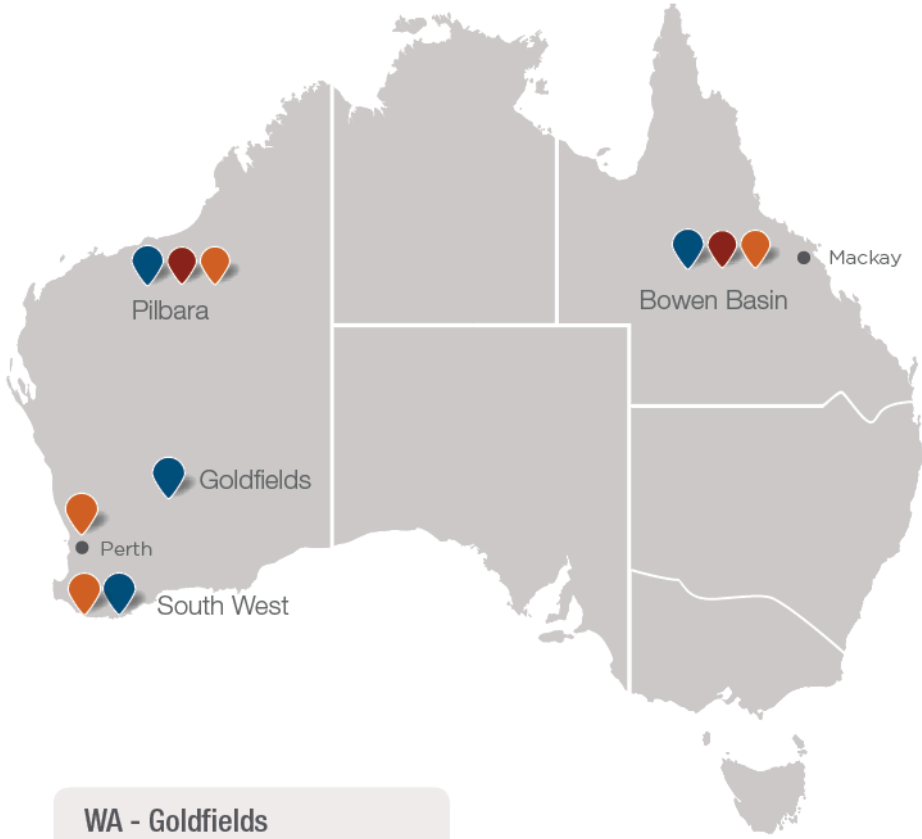 Mackay
Bowen Basin
Pilbara
Goldfields
Perth
South West
WA - Goldfields